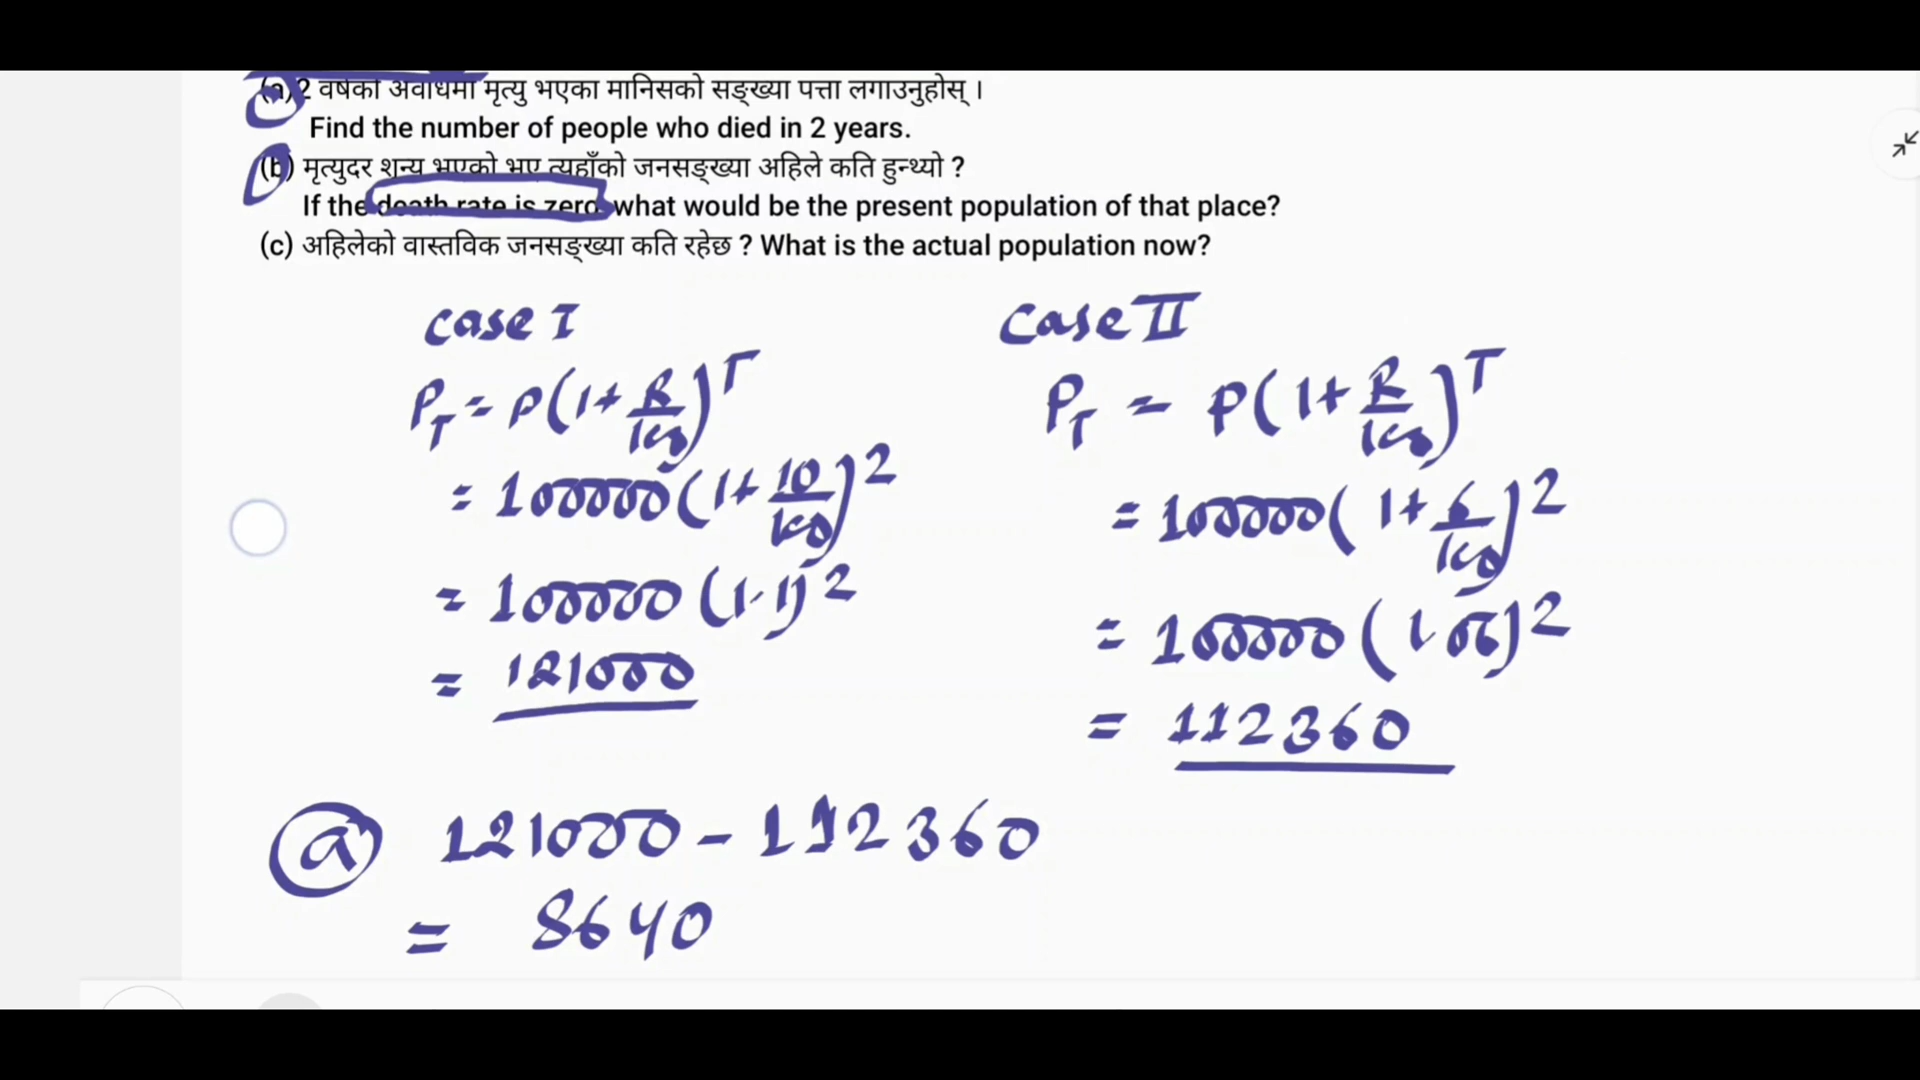 (a) 2 वर्षको अवधिमा मृत्यु भएका मानिसको सङ्ख्या पत्ता लगाउनुहोस् ।
Find the number of people who died in 2 years.
(b) मृत्युदर शून्य भएको भए त्यहाँको जनसङ्ख्या अहिले कति हुन्थ्यो ?
If the death rate is zero, what would be the present population of that place?
(c) अहिलेको वास्तविक जनसङ्ख्या कति रहेछ ? What is the actual population now?
case I
P_T = P(1+R/100)^T
= 100000(1+10/100)^2
= 100000(1.1)^2
= 121000
case II
P_T = P(1+R/100)^T
= 100000(1+6/100)^2
= 100000(1.06)^2
= 112360
(a) 121000 - 112360
= 8640